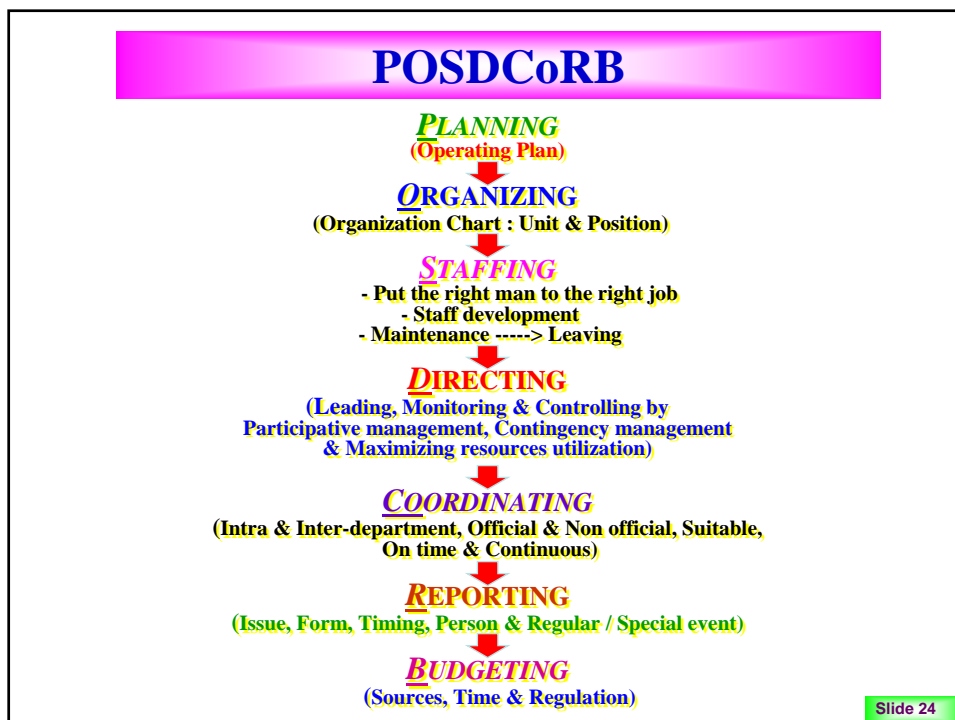 POSDCoRB
PLANNING
(Operating Plan)
ORGANIZING
(Organization Chart : Unit & Position)
STAFFING
- Put the right man to the right job
- Staff development
- Maintenance -----> Leaving
DIRECTING
(Leading, Monitoring & Controlling by
Participative management, Contingency management
& Maximizing resources utilization)
COORDINATING
(Intra & Inter-department, Official & Non official, Suitable,
On time & Continuous)
REPORTING
(Issue, Form, Timing, Person & Regular / Special event)
BUDGETING
(Sources, Time & Regulation)
Slide 24